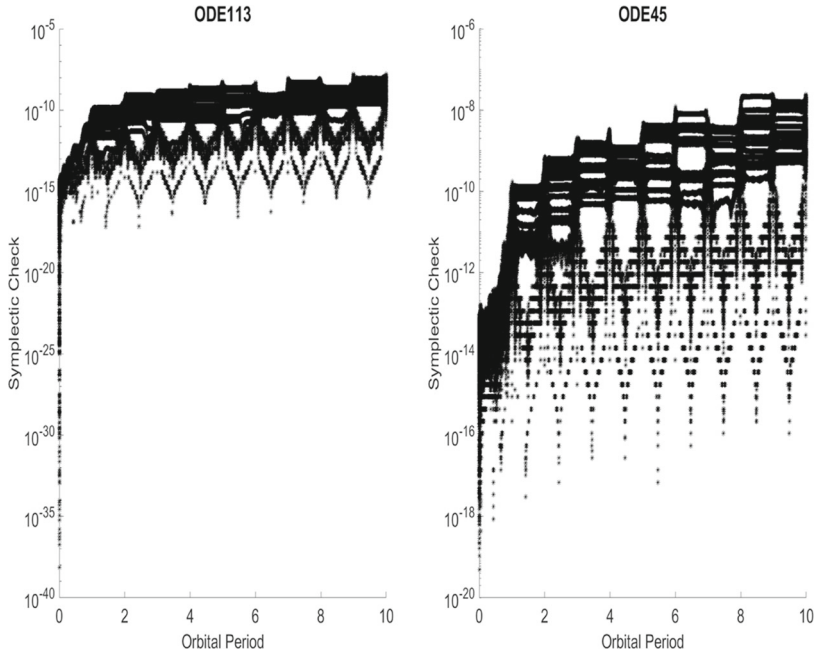 ODE113
10^-5
10^-10
10^-15
10^-20
10^-25
10^-30
10^-35
10^-40
Symplectic Check
0 2 4 6 8 10
Orbital Period
ODE45
10^-6
10^-8
10^-10
10^-12
10^-14
10^-16
10^-18
10^-20
Symplectic Check
0 2 4 6 8 10
Orbital Period